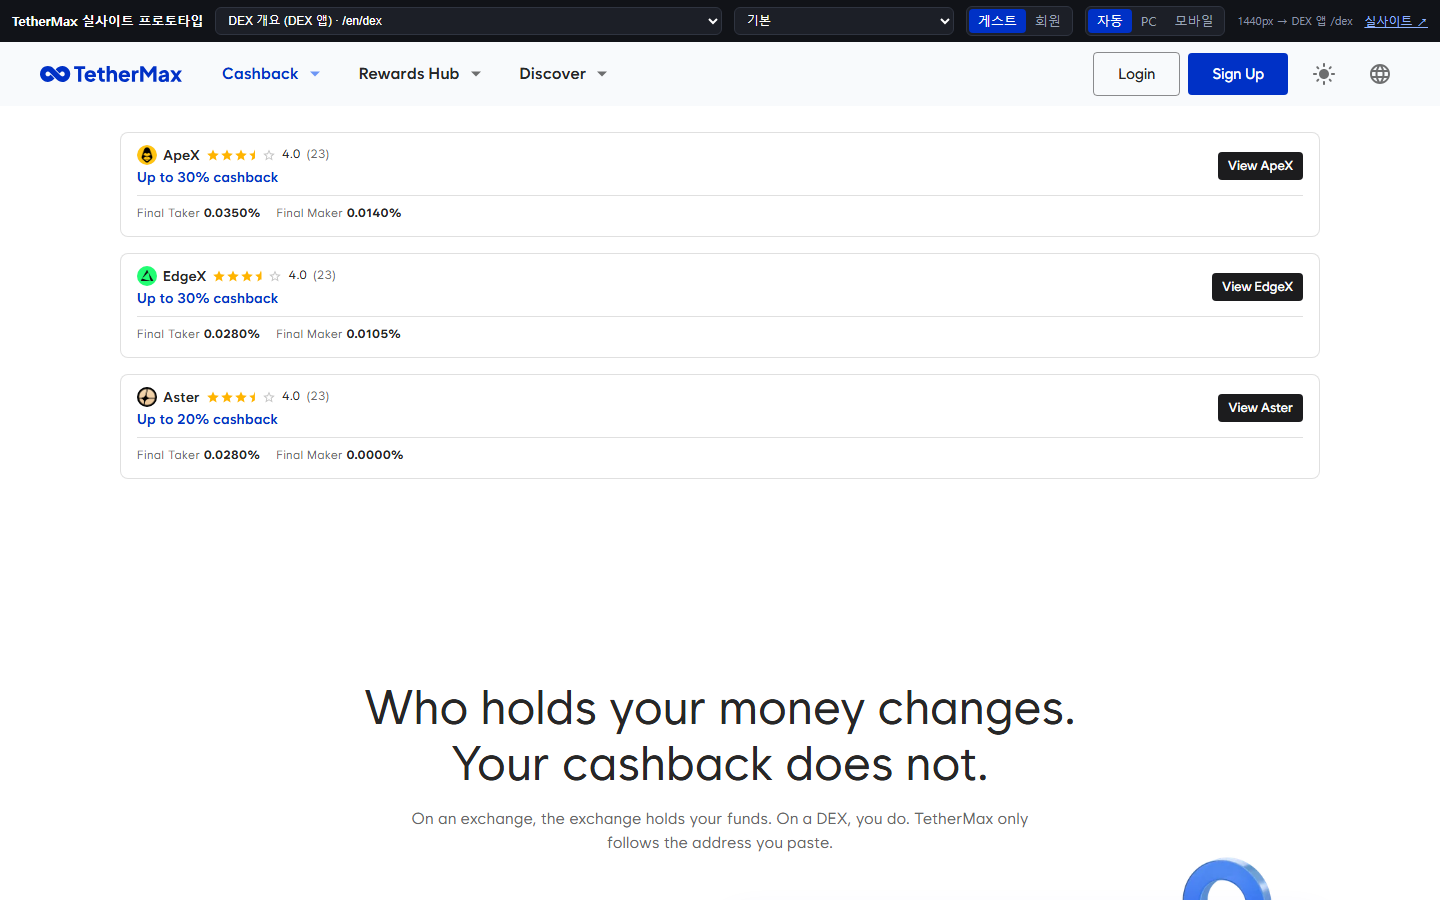 TetherMax 실사이트 프로토타입 DEX 개요 (DEX 앱) · /en/dex 기본 게스트 회원 자동 PC 모바일 1440px → DEX 앱 /dex 실사이트 ↗
TetherMax Cashback Rewards Hub Discover Login Sign Up
ApeX 4.0 (23)
Up to 30% cashback
View ApeX
Final Taker 0.0350% Final Maker 0.0140%
EdgeX 4.0 (23)
Up to 30% cashback
View EdgeX
Final Taker 0.0280% Final Maker 0.0105%
Aster 4.0 (23)
Up to 20% cashback
View Aster
Final Taker 0.0280% Final Maker 0.0000%
Who holds your money changes.
Your cashback does not.
On an exchange, the exchange holds your funds. On a DEX, you do. TetherMax only
follows the address you paste.